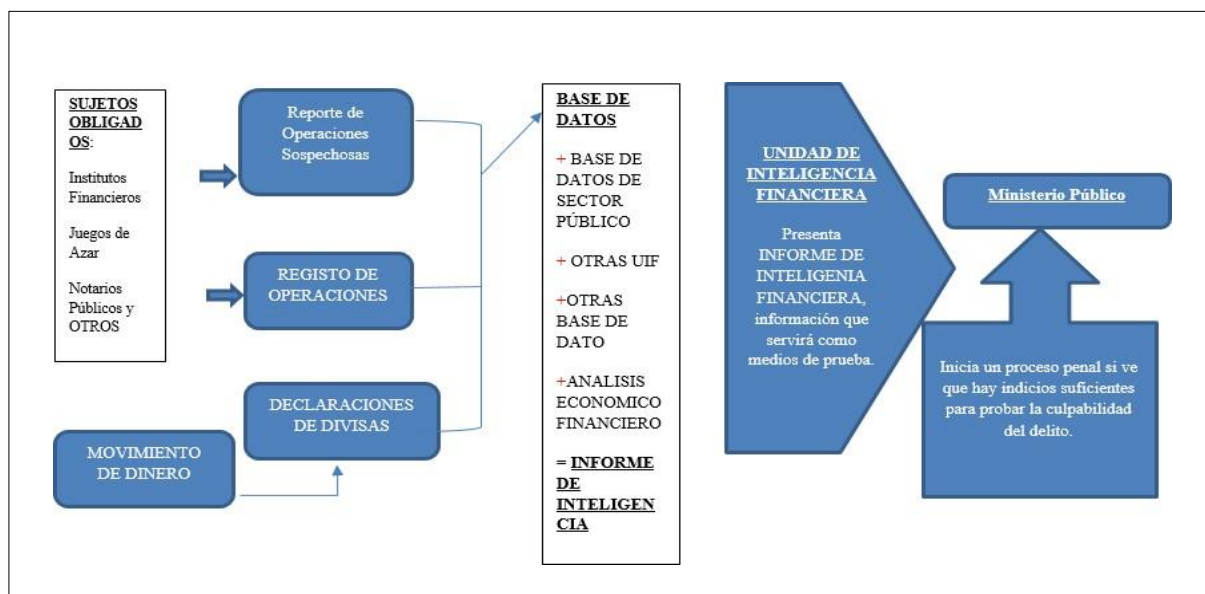 SUJETOS
OBLIGAD
OS:
Institutos
Financieros
Juegos de
Azar
Notarios
Públicos y
OTROS
Reporte de
Operaciones
Sospechosas
REGISTO DE
OPERACIONES
DECLARACIONES
DE DIVISAS
MOVIMIENTO
DE DINERO
BASE DE
DATOS
+ BASE DE
DATOS DE
SECTOR
PÚBLICO
+ OTRAS UIF
+OTRAS
BASE DE
DATO
+ANALISIS
ECONOMICO
FINANCIERO
= INFORME
DE
INTELIGEN
CIA
UNIDAD DE
INTELIGENCIA
FINANCIERA
Presenta
INFORME DE
INTELIGENIA
FINANCIERA,
información que
servirá como
medios de prueba.
Ministerio Público
Inicia un proceso penal si ve
que hay indicios suficientes
para probar la culpabilidad
del delito.